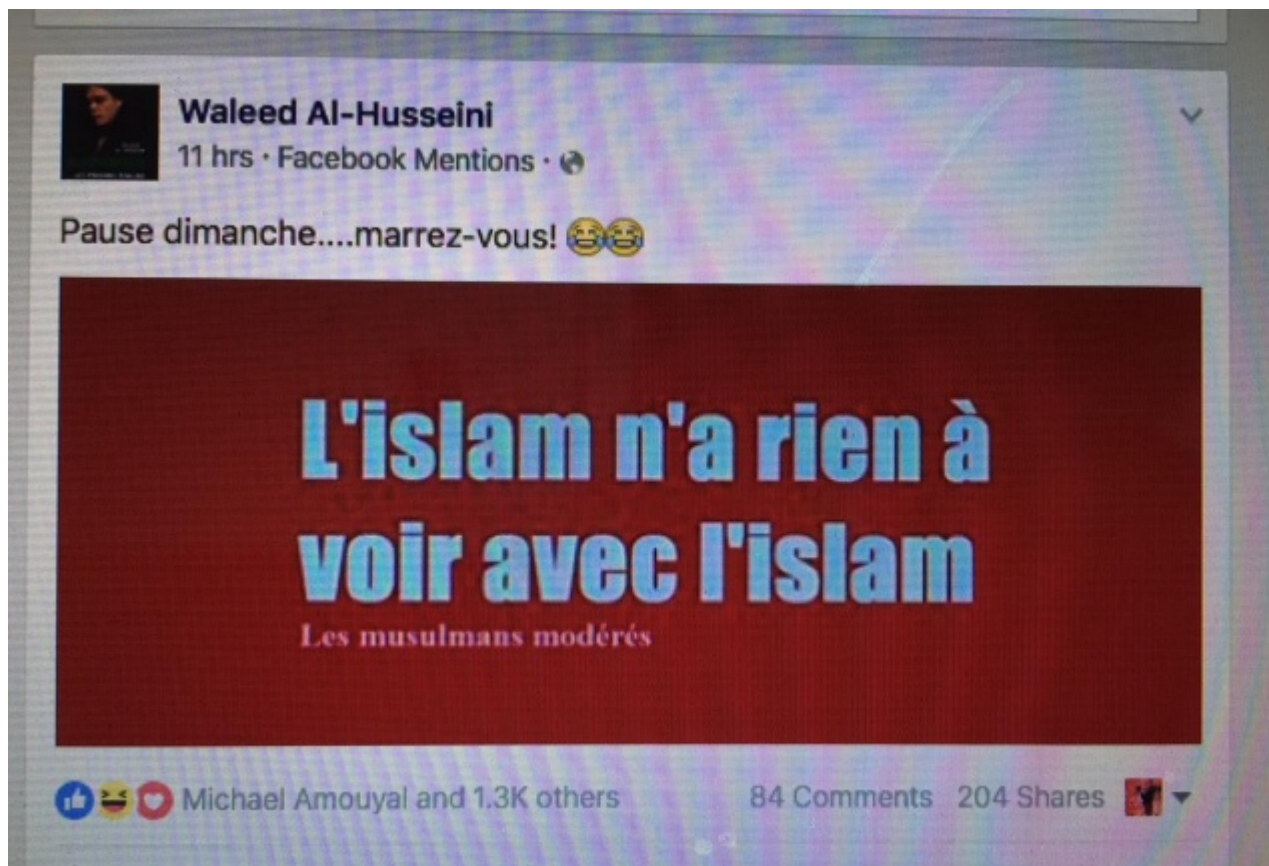 Waleed Al-Husseini
11 hrs · Facebook Mentions ·
Pause dimanche....marrez-vous! 😂😂
L'islam n'a rien à
voir avec l'islam
Les musulmans modérés
Michael Amouyal and 1.3K others 84 Comments 204 Shares